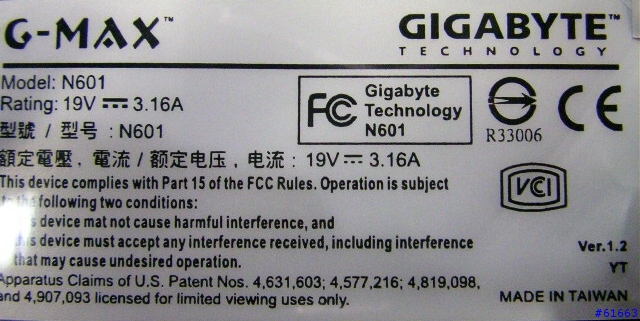 G-MAX™
GIGABYTE™
TECHNOLOGY
Model: N601
Rating: 19V ⎓ 3.16A
型號 / 型号 : N601
FC
Gigabyte
Technology
N601
R33006
CE
額定電壓, 電流 / 额定电压, 电流 : 19V ⎓ 3.16A
This device complies with Part 15 of the FCC Rules. Operation is subject
to the following two conditions:
this device mat not cause harmful interference, and
this device must accept any interference received, including interference
that may cause undesired operation.
VCI
Ver.1.2
YT
Apparatus Claims of U.S. Patent Nos. 4,631,603; 4,577,216; 4,819,098,
and 4,907,093 licensed for limited viewing uses only.
MADE IN TAIWAN
#61663